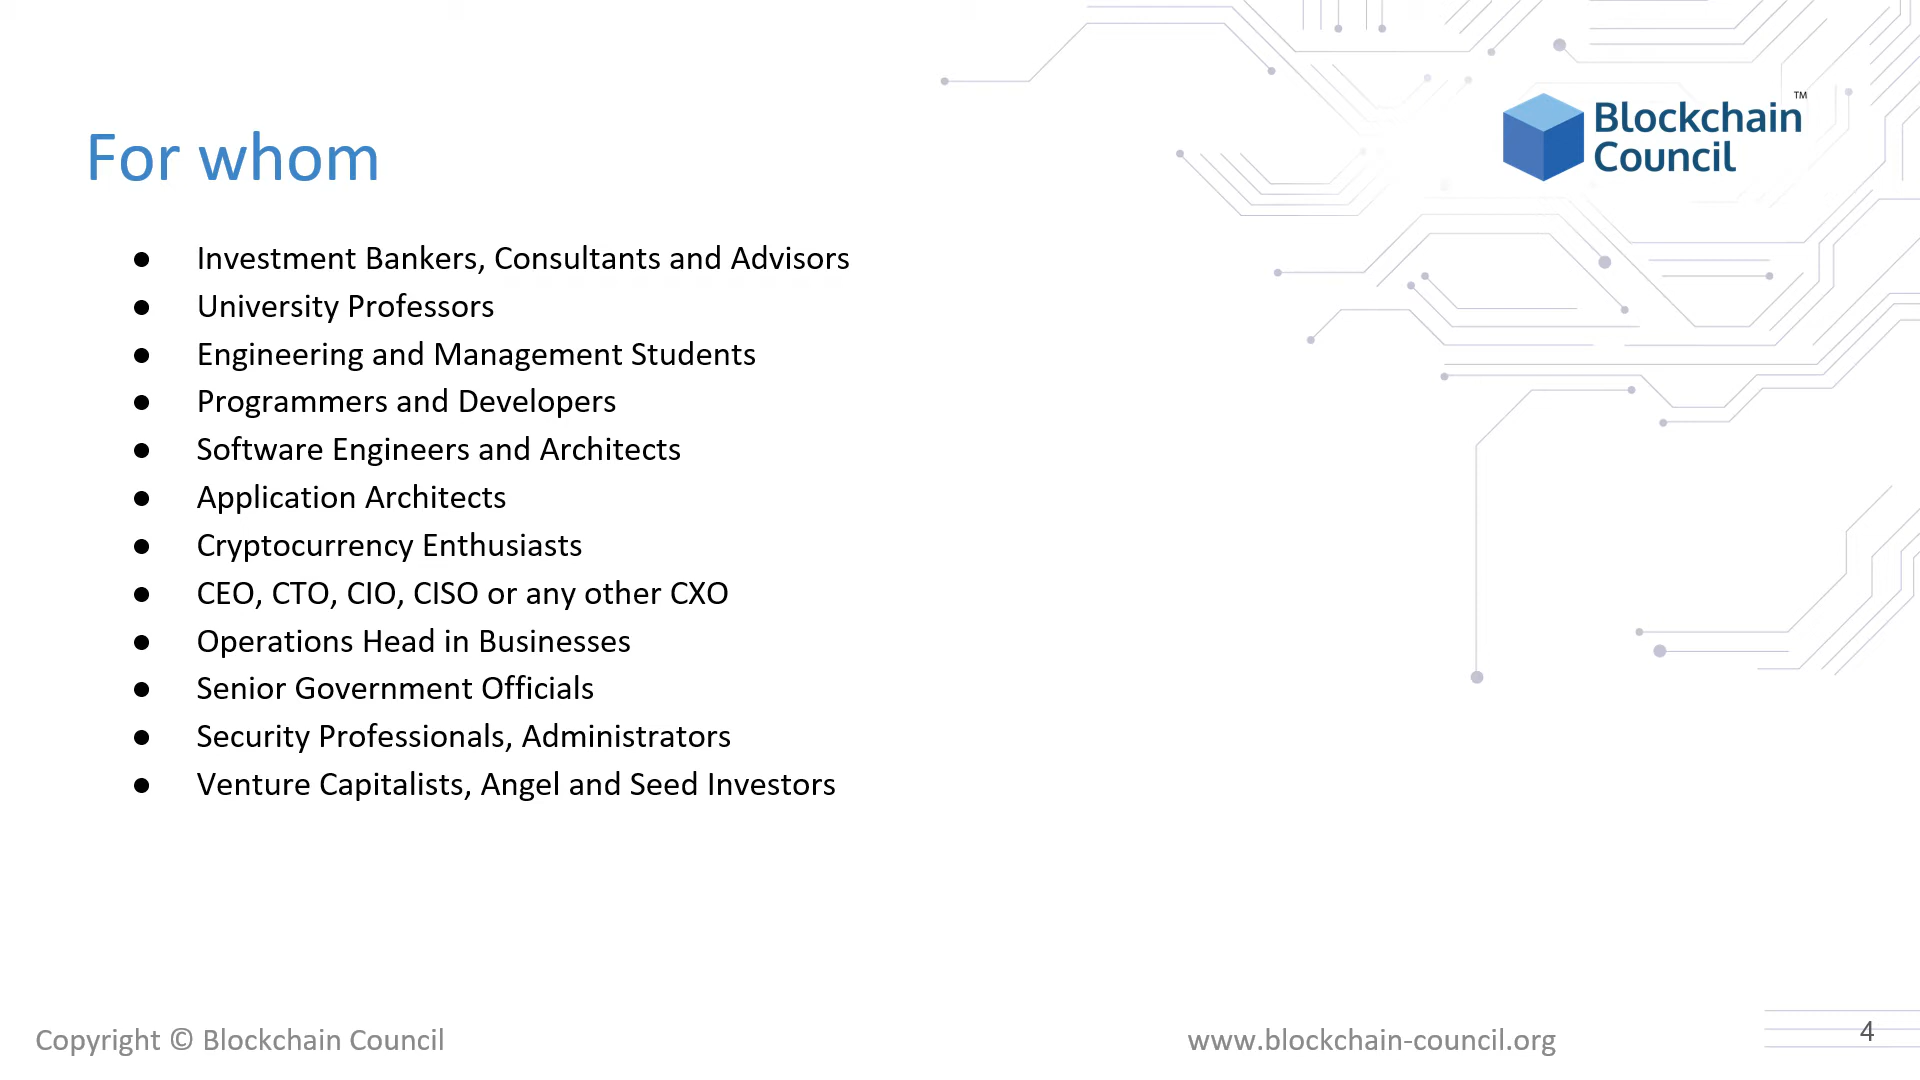 Blockchain™
Council
For whom
● Investment Bankers, Consultants and Advisors
● University Professors
● Engineering and Management Students
● Programmers and Developers
● Software Engineers and Architects
● Application Architects
● Cryptocurrency Enthusiasts
● CEO, CTO, CIO, CISO or any other CXO
● Operations Head in Businesses
● Senior Government Officials
● Security Professionals, Administrators
● Venture Capitalists, Angel and Seed Investors
Copyright © Blockchain Council
www.blockchain-council.org
4